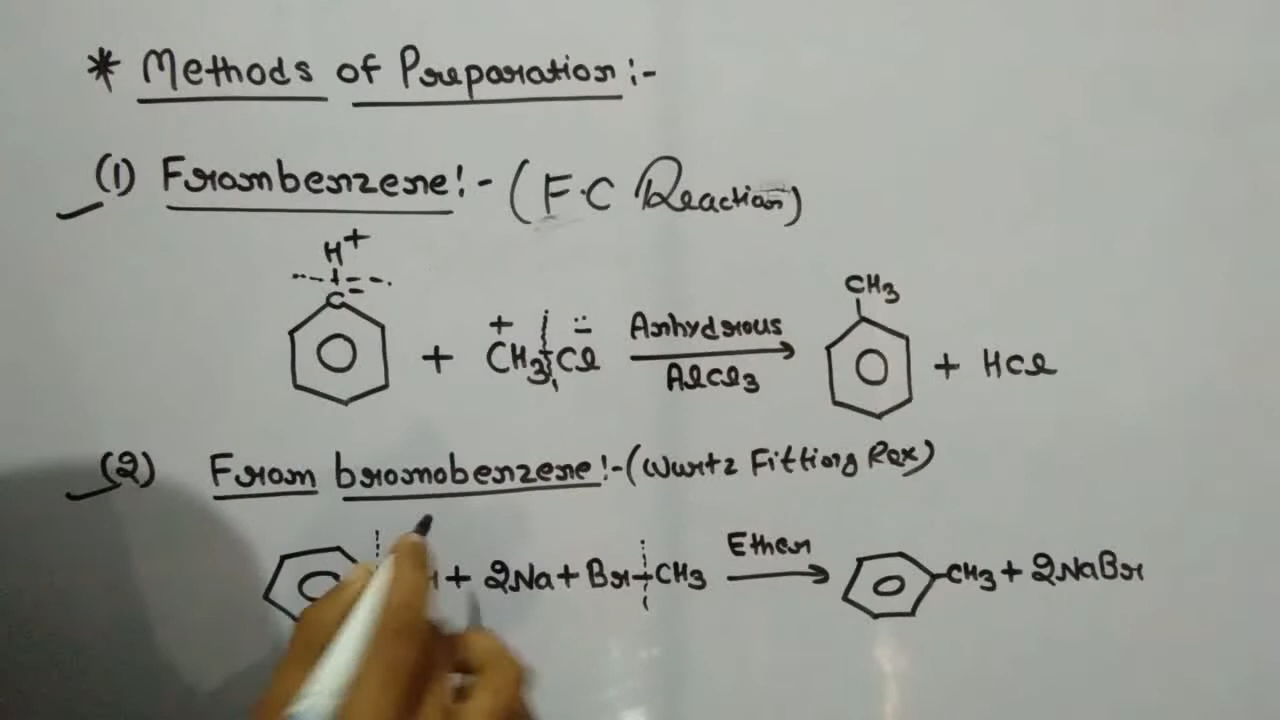 * Methods of Preparation :-
(1) From benzene :- (F.C Reaction)
H+
C-
+ CH3+ Cl- Anhydrous AlCl3 CH3 + HCl
(2) From bromobenzene :- (Wurtz Fitting Rex)
+ 2Na + Br-CH3 Ether -CH3 + 2NaBr